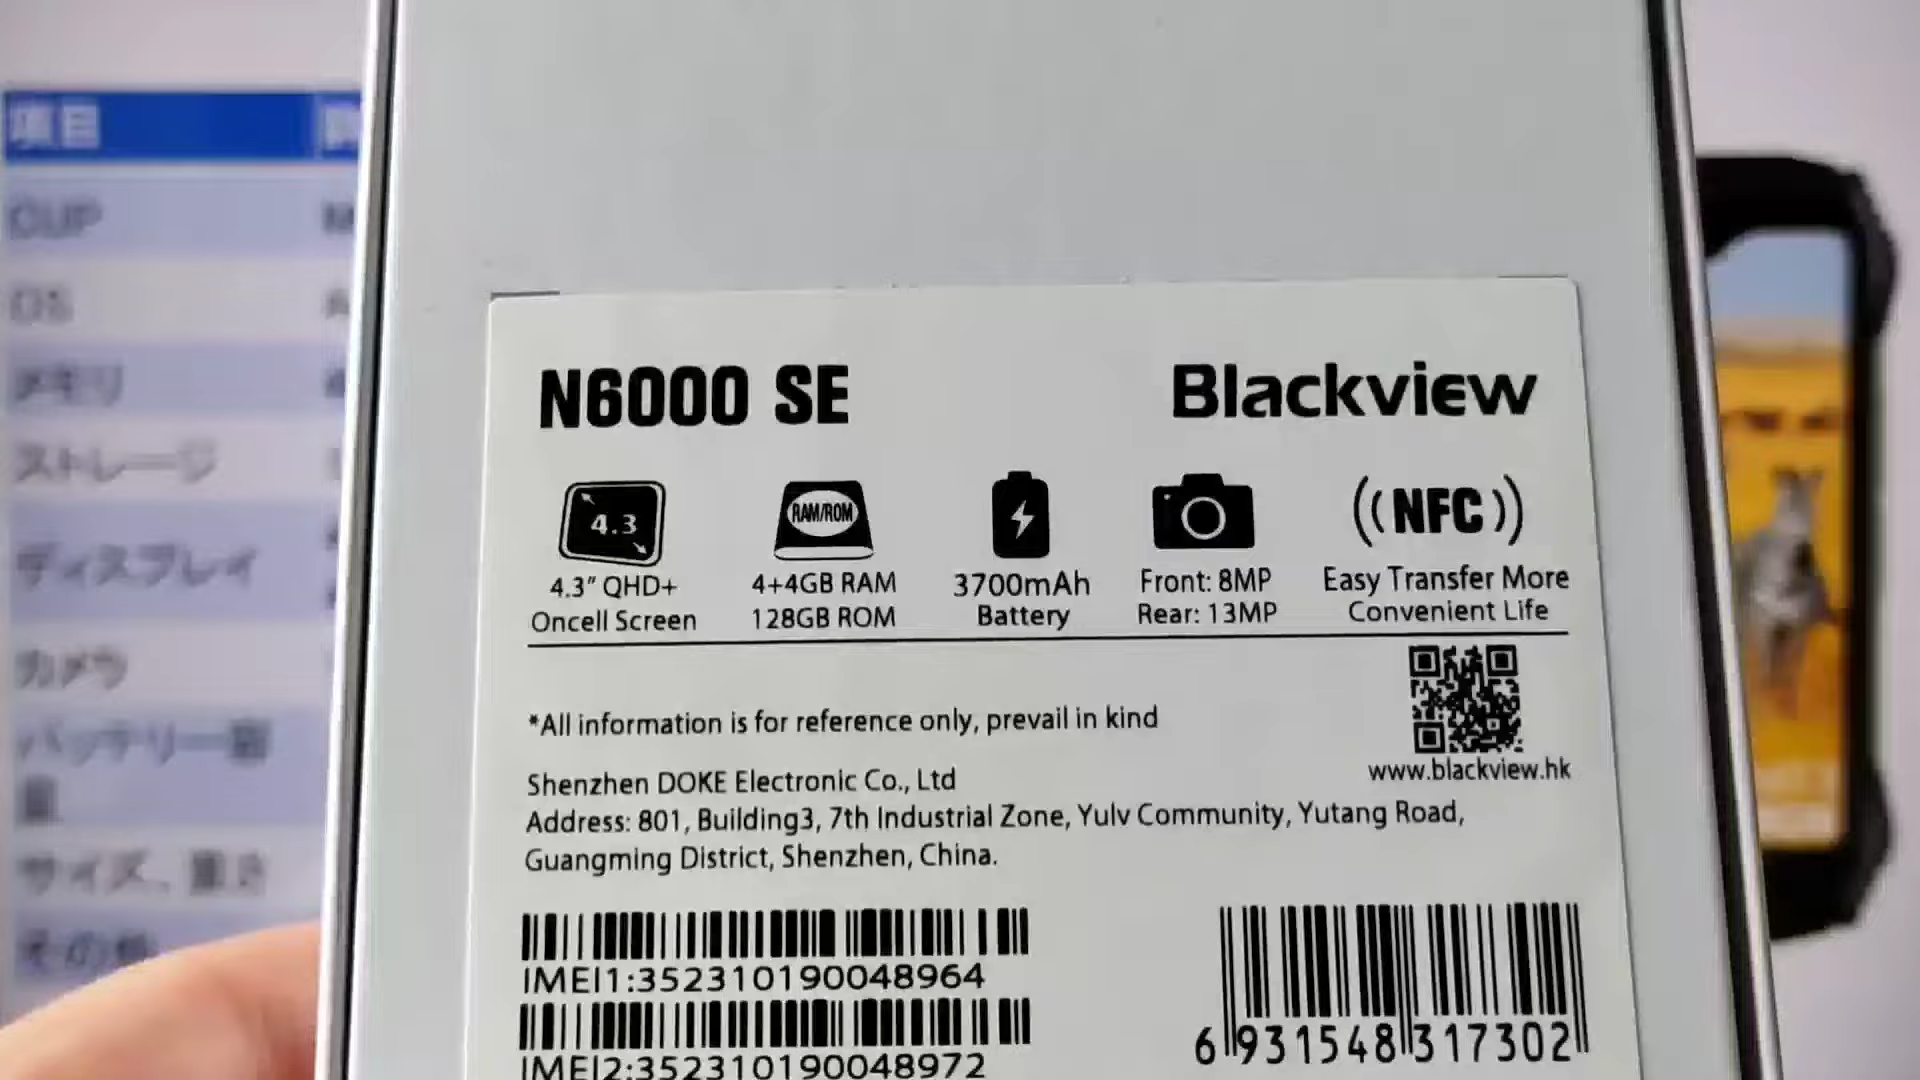 項目
CUP
OS
メモリ
ストレージ
ディスプレイ
カメラ
バッテリー容
量
サイズ、重さ
その他
N6000 SE
Blackview
4.3
RAM/ROM
((NFC))
4.3" QHD+
Oncell Screen
4+4GB RAM
128GB ROM
3700mAh
Battery
Front: 8MP
Rear: 13MP
Easy Transfer More
Convenient Life
*All information is for reference only, prevail in kind
www.blackview.hk
Shenzhen DOKE Electronic Co., Ltd
Address: 801, Building3, 7th Industrial Zone, Yulv Community, Yutang Road,
Guangming District, Shenzhen, China.
IMEI1:352310190048964
IMEI2:352310190048972
6 931548 317302